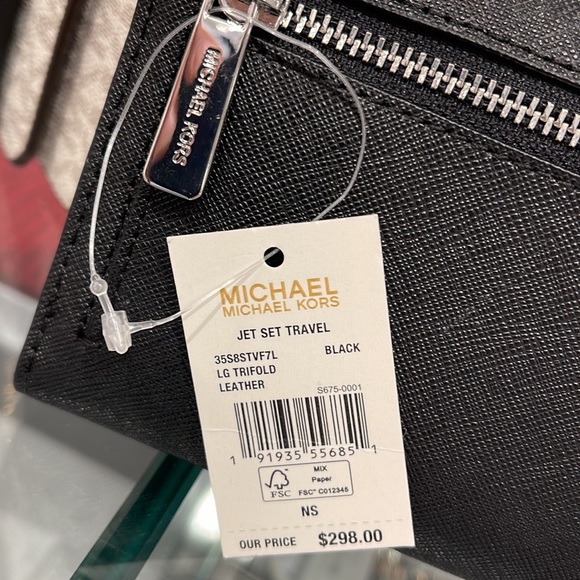 MICHAEL KORS
MICHAEL
MICHAEL KORS
JET SET TRAVEL
35S8STVF7L BLACK
LG TRIFOLD
LEATHER
S675-0001
1 91935 55685 1
MIX
Paper
FSC FSC™ C012345
NS
OUR PRICE $298.00